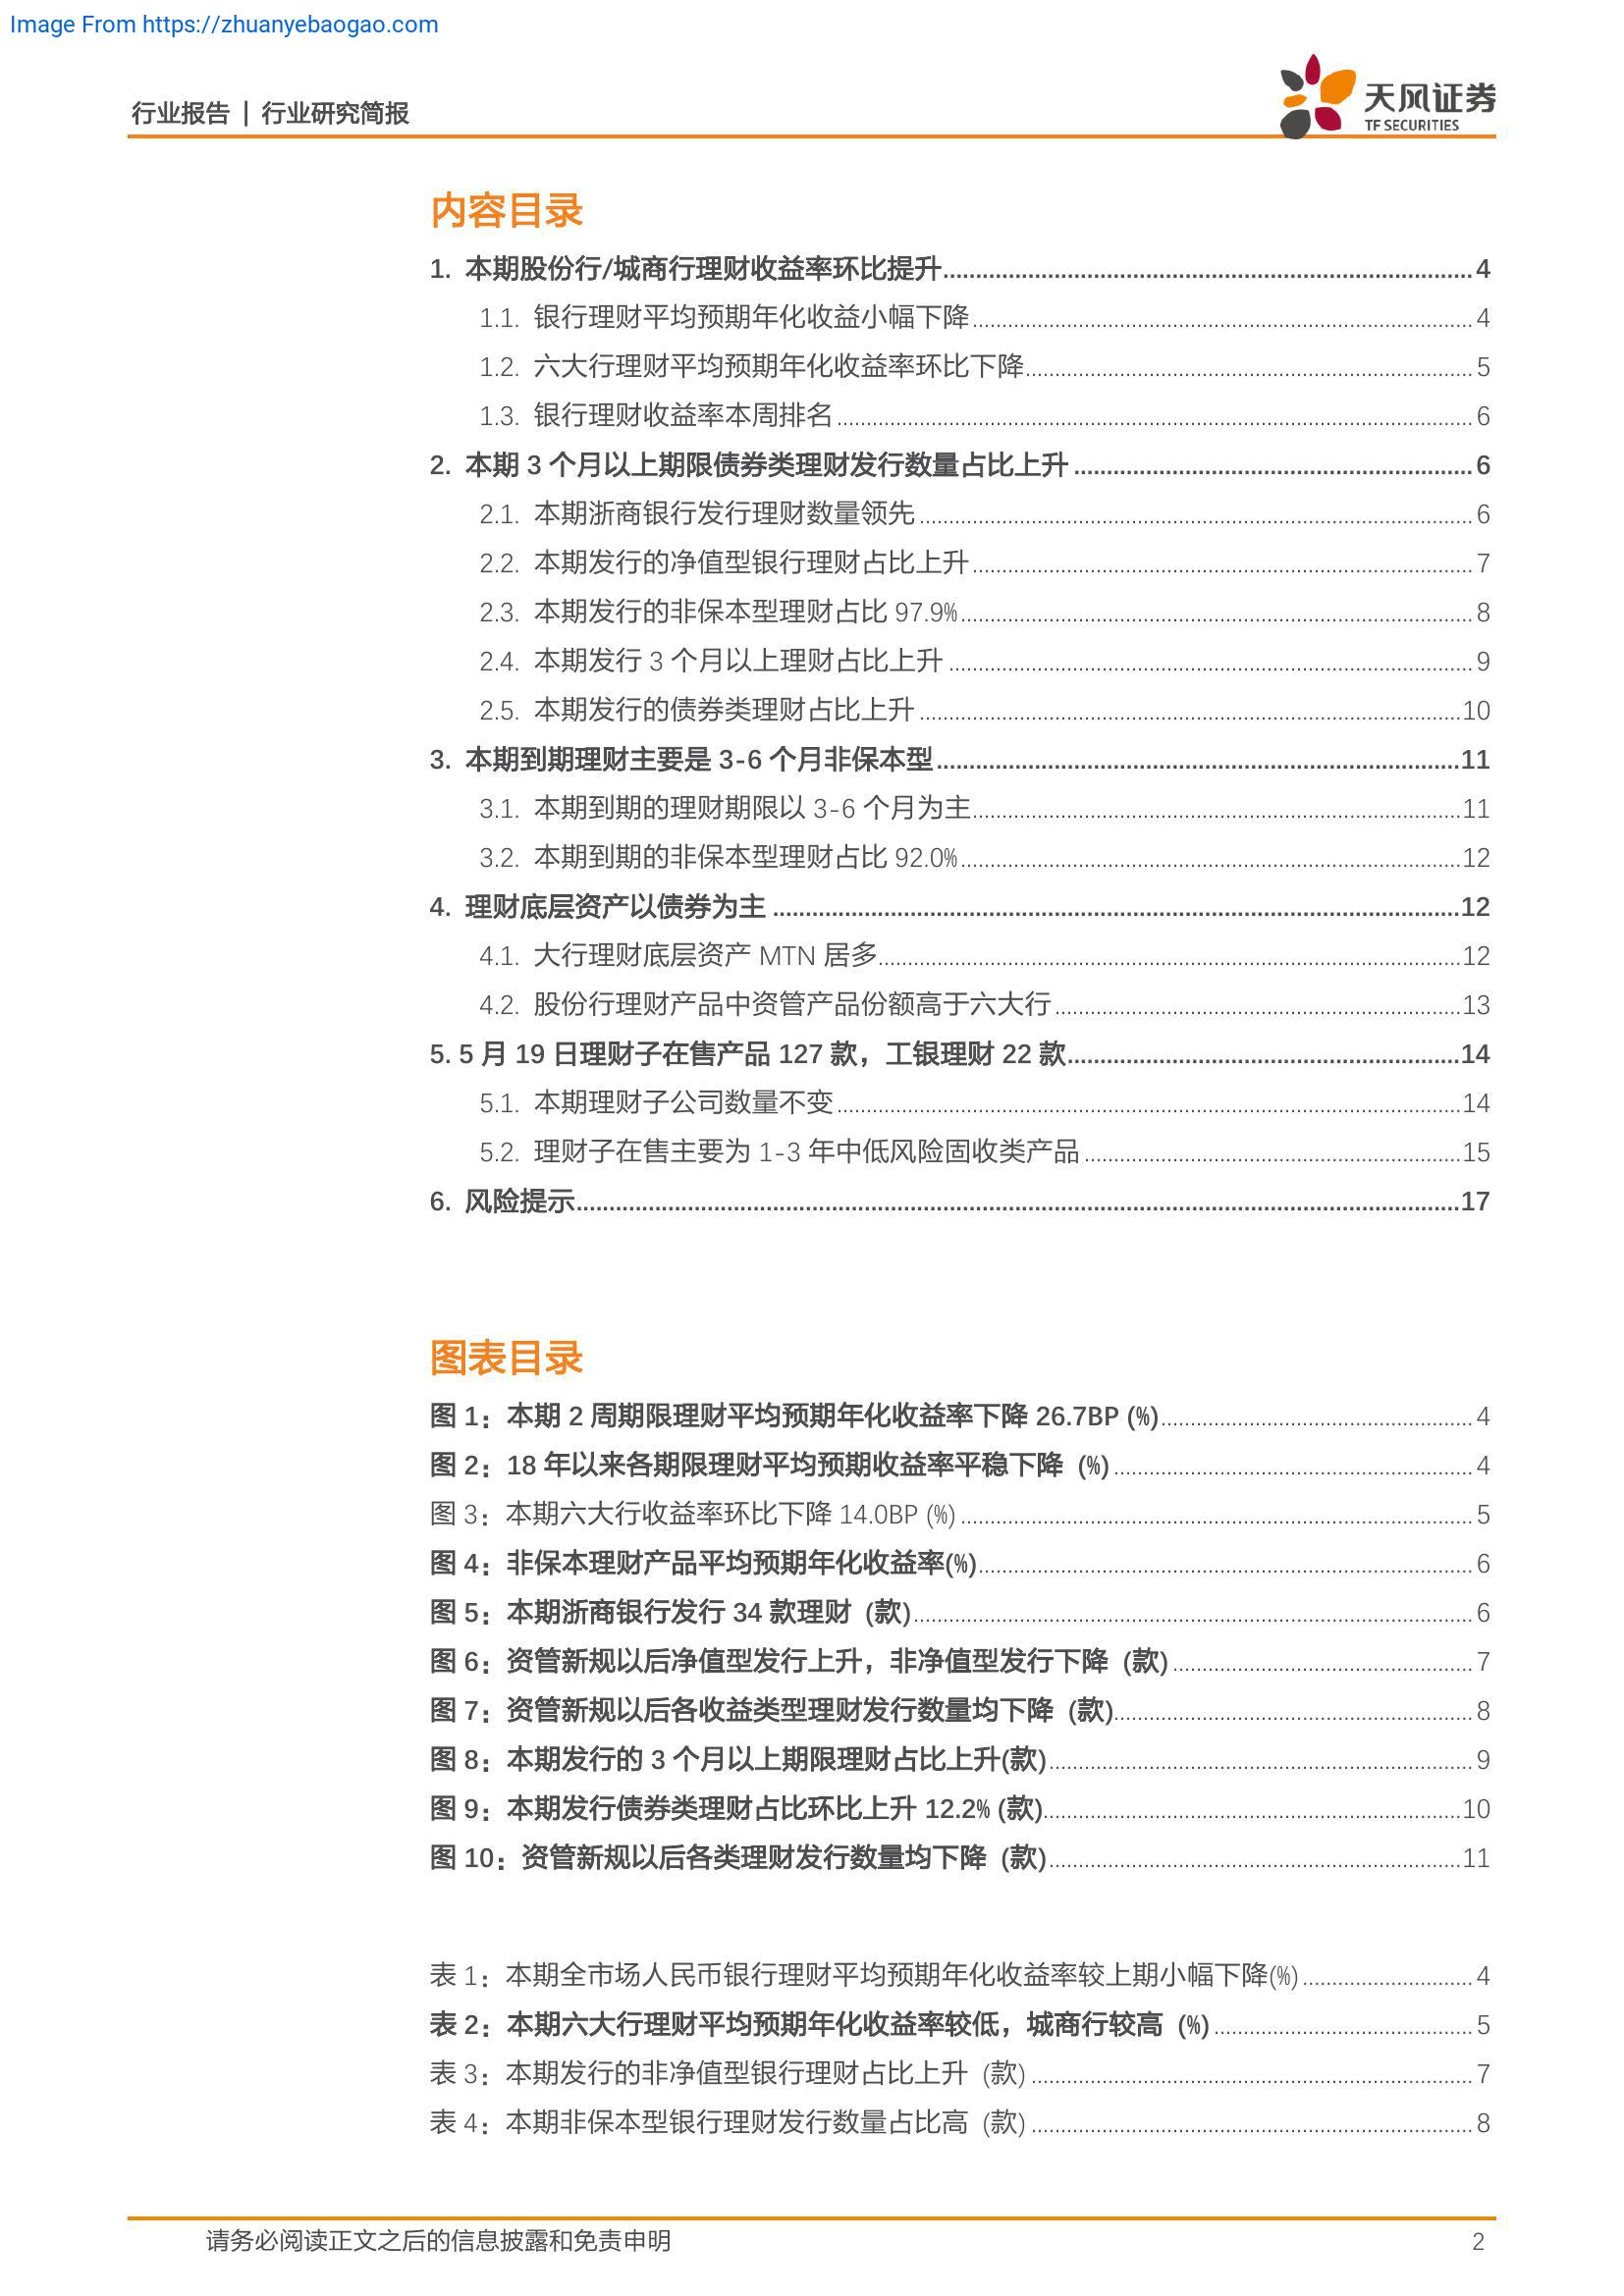 Image From https://zhuanyebaogao.com
行业报告 | 行业研究简报
天风证券
TF SECURITIES
内容目录
1. 本期股份行/城商行理财收益率环比提升 4
1.1. 银行理财平均预期年化收益小幅下降 4
1.2. 六大行理财平均预期年化收益率环比下降 5
1.3. 银行理财收益率本周排名 6
2. 本期 3 个月以上期限债券类理财发行数量占比上升 6
2.1. 本期浙商银行发行理财数量领先 6
2.2. 本期发行的净值型银行理财占比上升 7
2.3. 本期发行的非保本型理财占比 97.9% 8
2.4. 本期发行 3 个月以上理财占比上升 9
2.5. 本期发行的债券类理财占比上升 10
3. 本期到期理财主要是 3-6 个月非保本型 11
3.1. 本期到期的理财期限以 3-6 个月为主 11
3.2. 本期到期的非保本型理财占比 92.0% 12
4. 理财底层资产以债券为主 12
4.1. 大行理财底层资产 MTN 居多 12
4.2. 股份行理财产品中资管产品份额高于六大行 13
5. 5 月 19 日理财子在售产品 127 款，工银理财 22 款 14
5.1. 本期理财子公司数量不变 14
5.2. 理财子在售主要为 1-3 年中低风险固收类产品 15
6. 风险提示 17
图表目录
图 1：本期 2 周期限理财平均预期年化收益率下降 26.7BP (%) 4
图 2：18 年以来各期限理财平均预期收益率平稳下降 (%) 4
图 3：本期六大行收益率环比下降 14.0BP (%) 5
图 4：非保本理财产品平均预期年化收益率(%) 6
图 5：本期浙商银行发行 34 款理财 (款) 6
图 6：资管新规以后净值型发行上升，非净值型发行下降 (款) 7
图 7：资管新规以后各收益类型理财发行数量均下降 (款) 8
图 8：本期发行的 3 个月以上期限理财占比上升(款) 9
图 9：本期发行债券类理财占比环比上升 12.2% (款) 10
图 10：资管新规以后各类理财发行数量均下降 (款) 11
表 1：本期全市场人民币银行理财平均预期年化收益率较上期小幅下降(%) 4
表 2：本期六大行理财平均预期年化收益率较低，城商行较高 (%) 5
表 3：本期发行的非净值型银行理财占比上升 (款) 7
表 4：本期非保本型银行理财发行数量占比高 (款) 8
请务必阅读正文之后的信息披露和免责申明 2